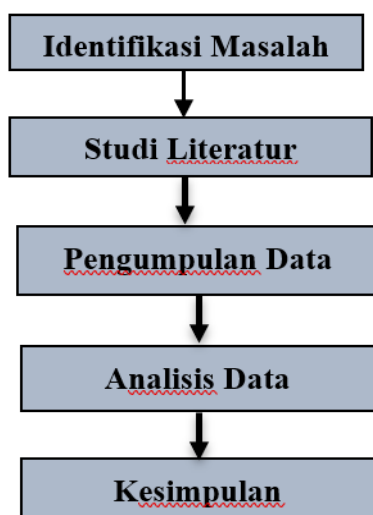 Identifikasi Masalah
Studi Literatur
Pengumpulan Data
Analisis Data
Kesimpulan